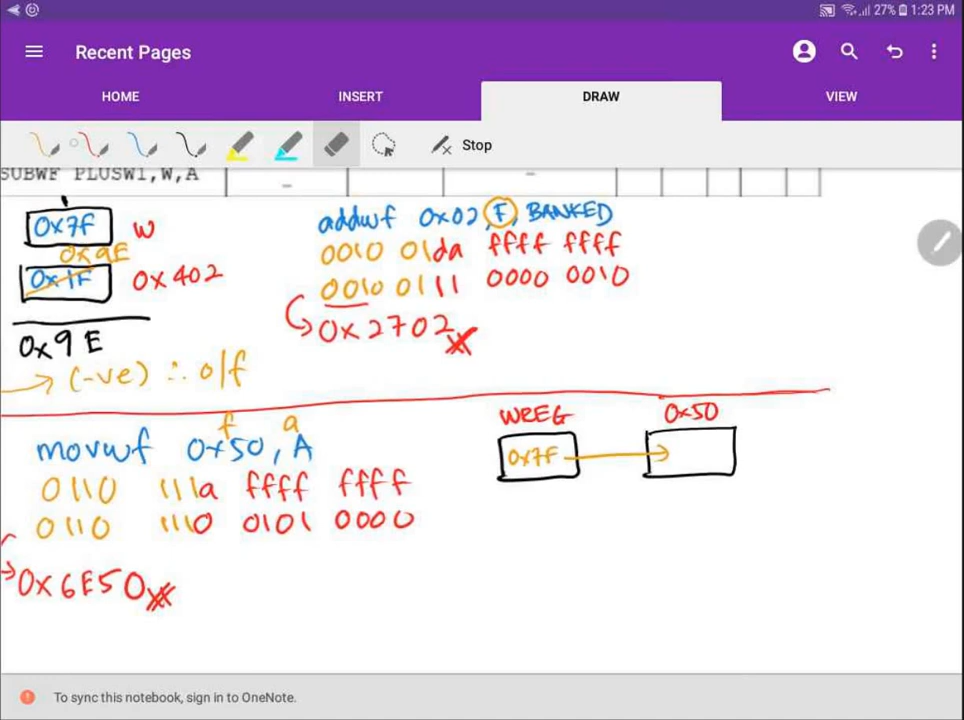 27% 1:23 PM
Recent Pages
HOME INSERT DRAW VIEW
Stop
SUBWF PLUSW1,W,A
0x7F W
0x9E
0x1F 0x402
0x9E
(-ve) ∴ o/f
addwf 0x02, F, BANKED
0010 01da ffff ffff
0010 0111 0000 0010
0x2702
f a
movwf 0x50, A
0110 111a ffff ffff
0110 1110 0101 0000
0x6E50
WREG 0x50
0x7F
To sync this notebook, sign in to OneNote.